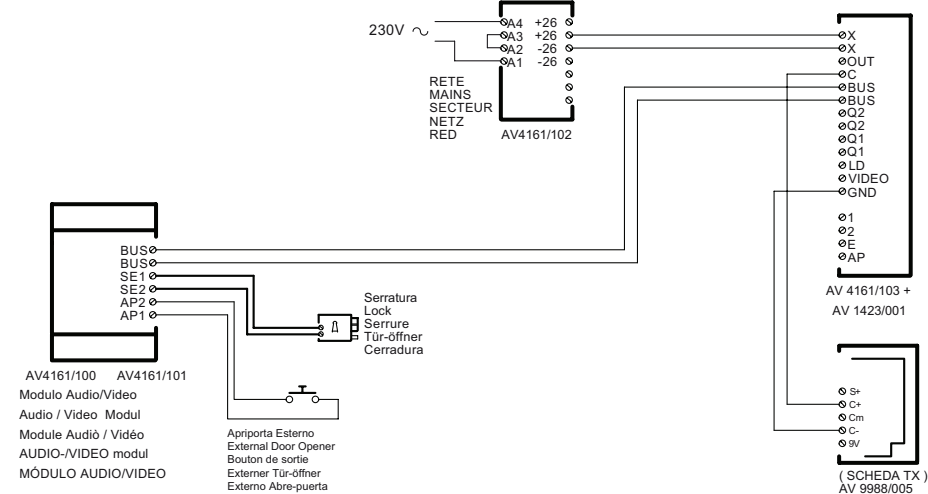 230V
A4 +26
A3 +26
A2 -26
A1 -26
RETE
MAINS
SECTEUR
NETZ
RED
AV4161/102
X
X
OUT
C
BUS
BUS
Q2
Q2
Q1
Q1
LD
VIDEO
GND
1
2
E
AP
AV 4161/103 +
AV 1423/001
BUS
BUS
SE1
SE2
AP2
AP1
AV4161/100 AV4161/101
Modulo Audio/Video
Audio / Video Modul
Module Audiò / Vidéo
AUDIO-/VIDEO modul
MÓDULO AUDIO/VIDEO
Serratura
Lock
Serrure
Tür-öffner
Cerradura
Apriporta Esterno
External Door Opener
Bouton de sortie
Externer Tür-öffner
Externo Abre-puerta
S+
C+
Cm
C-
9V
( SCHEDA TX )
AV 9988/005